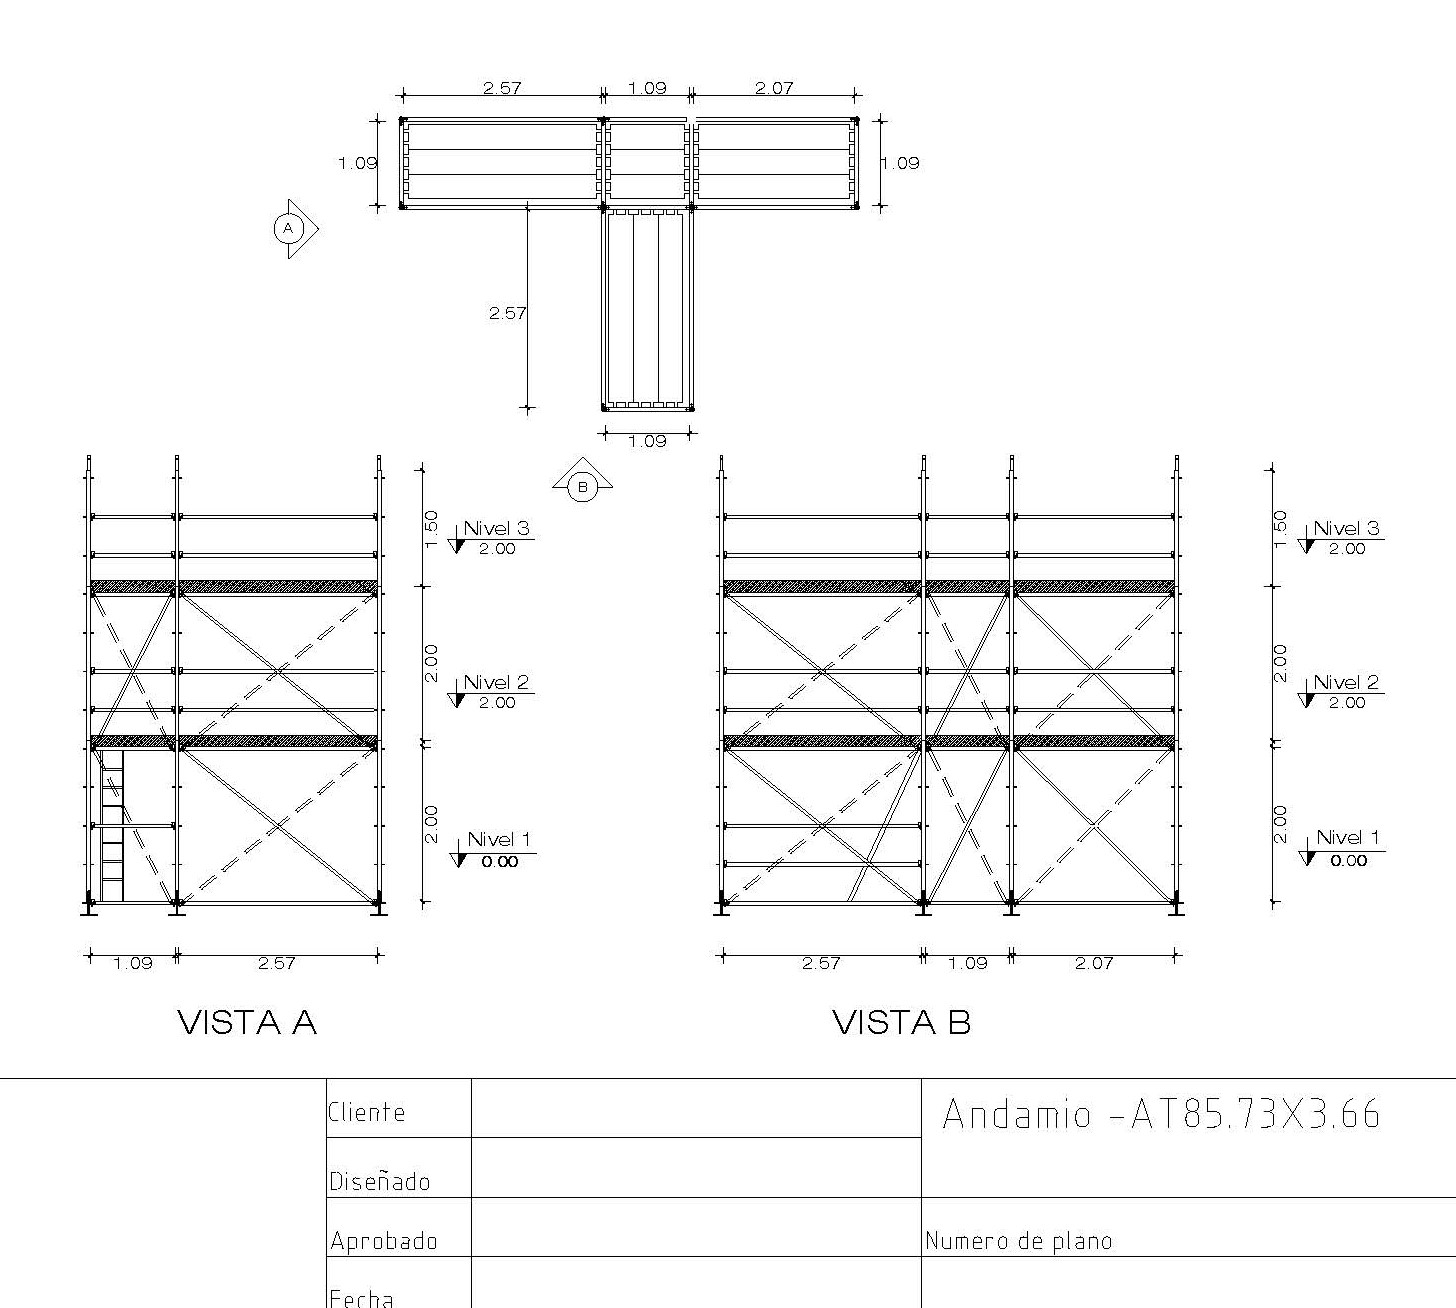 2.57 1.09 2.07
1.09 1.09
A
2.57
1.09
B
1.50
Nivel 3
2.00
2.00
Nivel 2
2.00
2.00
Nivel 1
0.00
1.09 2.57
VISTA A
1.50
Nivel 3
2.00
2.00
Nivel 2
2.00
2.00
Nivel 1
0.00
2.57 1.09 2.07
VISTA B
Cliente
Andamio -AT85.73X3.66
Diseñado
Aprobado
Numero de plano
Fecha